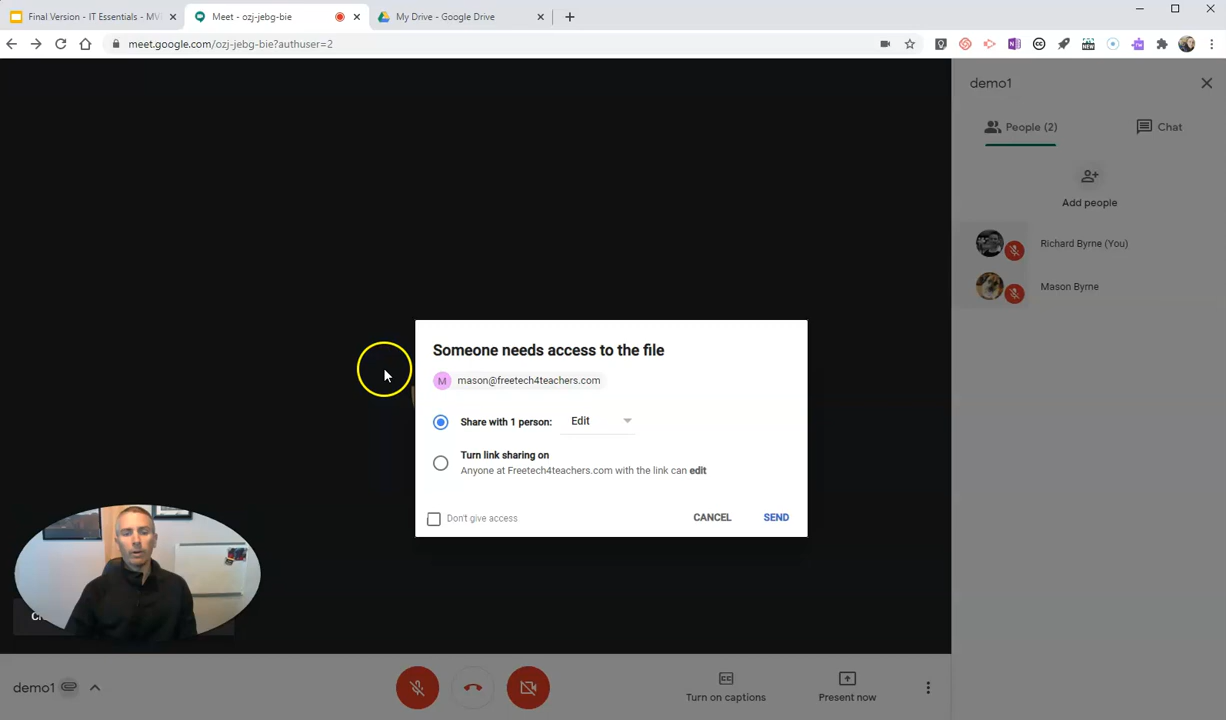 Final Version - IT Essentials - MV
Meet - ozj-jebg-bie
My Drive - Google Drive
meet.google.com/ozj-jebg-bie?authuser=2
demo1
People (2)
Chat
Add people
Richard Byrne (You)
Mason Byrne
Someone needs access to the file
M mason@freetech4teachers.com
Share with 1 person: Edit
Turn link sharing on
Anyone at Freetech4teachers.com with the link can edit
Don't give access
CANCEL
SEND
demo1
Turn on captions
Present now